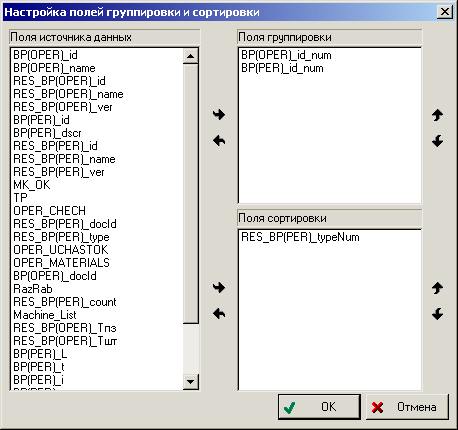 Настройка полей группировки и сортировки
Поля источника данных
BP(OPER)_id
BP(OPER)_name
RES_BP(OPER)_id
RES_BP(OPER)_name
RES_BP(OPER)_ver
BP(PER)_id
BP(PER)_dscr
RES_BP(PER)_id
RES_BP(PER)_name
RES_BP(PER)_ver
MK_OK
TP
OPER_CHECH
RES_BP(PER)_docId
RES_BP(PER)_type
OPER_UCHASTOK
OPER_MATERIALS
BP(OPER)_docId
RazRab
RES_BP(PER)_count
Machine_List
RES_BP(OPER)_Тпз
RES_BP(OPER)_Тшт
BP(PER)_L
BP(PER)_t
BP(PER)_i
Поля группировки
BP(OPER)_id_num
BP(PER)_id_num
Поля сортировки
RES_BP(PER)_typeNum
OK
Отмена